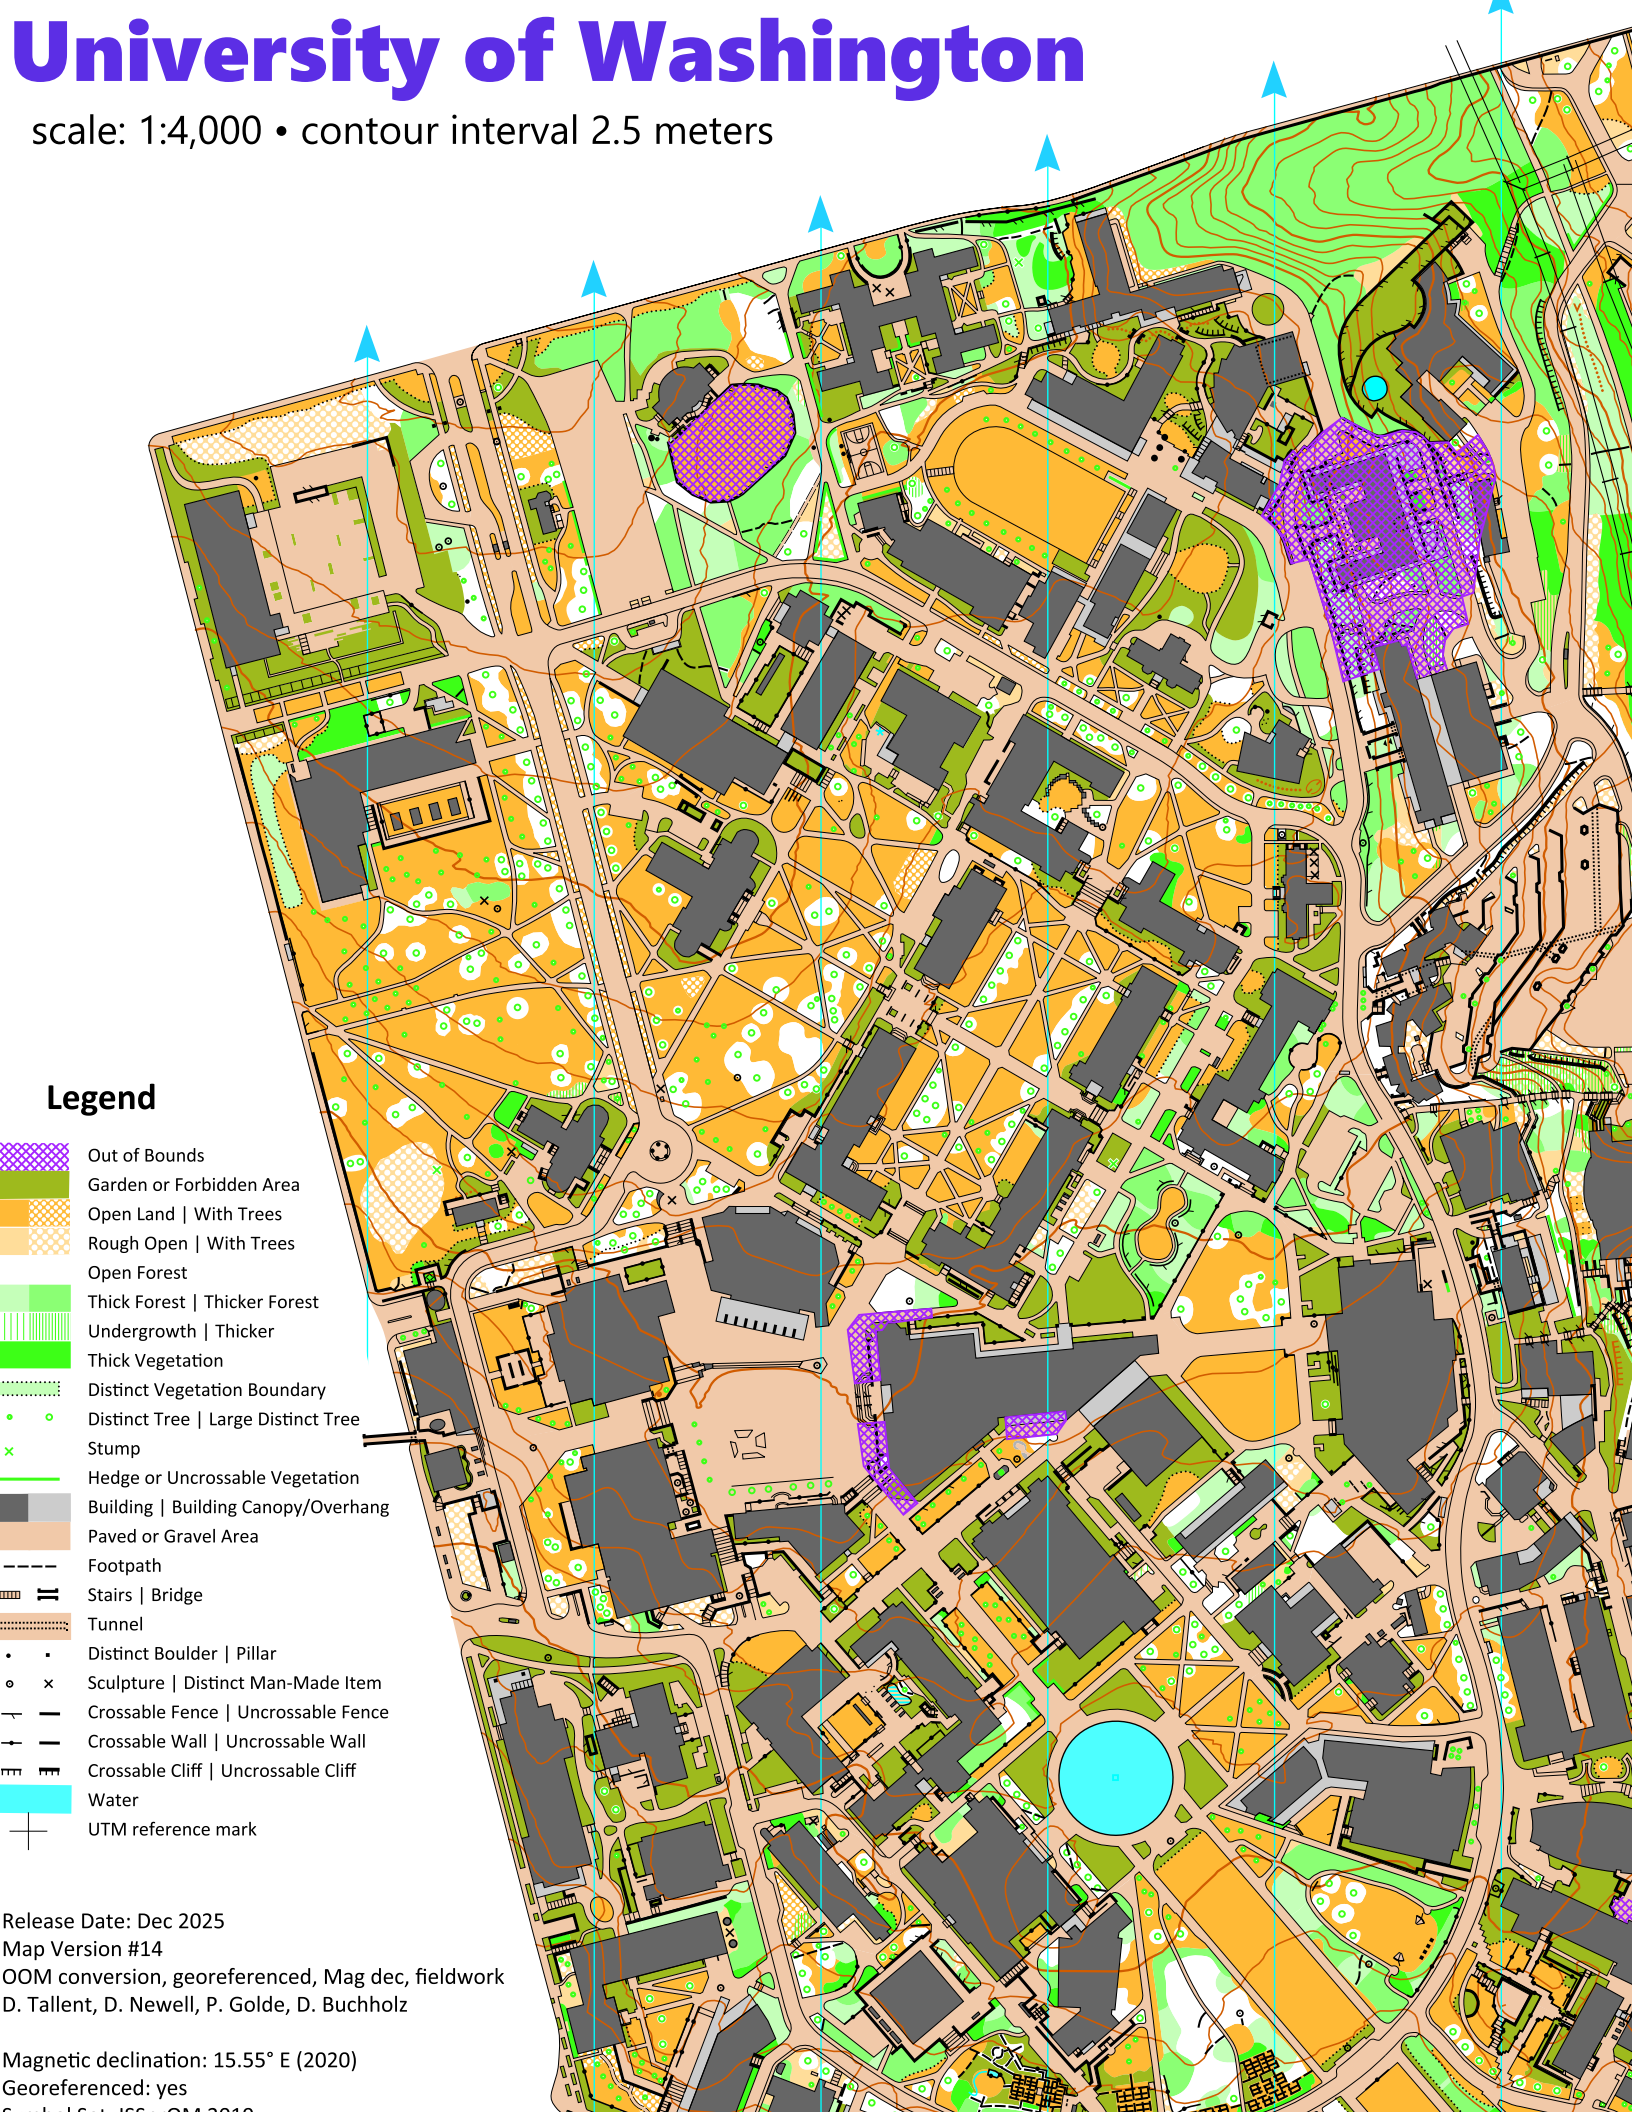 University of Washington
scale: 1:4,000 • contour interval 2.5 meters
Legend
Out of Bounds
Garden or Forbidden Area
Open Land | With Trees
Rough Open | With Trees
Open Forest
Thick Forest | Thicker Forest
Undergrowth | Thicker
Thick Vegetation
Distinct Vegetation Boundary
Distinct Tree | Large Distinct Tree
Stump
Hedge or Uncrossable Vegetation
Building | Building Canopy/Overhang
Paved or Gravel Area
Footpath
Stairs | Bridge
Tunnel
Distinct Boulder | Pillar
Sculpture | Distinct Man-Made Item
Crossable Fence | Uncrossable Fence
Crossable Wall | Uncrossable Wall
Crossable Cliff | Uncrossable Cliff
Water
UTM reference mark
Release Date: Dec 2025
Map Version #14
OOM conversion, georeferenced, Mag dec, fieldwork
D. Tallent, D. Newell, P. Golde, D. Buchholz
Magnetic declination: 15.55° E (2020)
Georeferenced: yes
Symbol Set: ISSprOM 2019